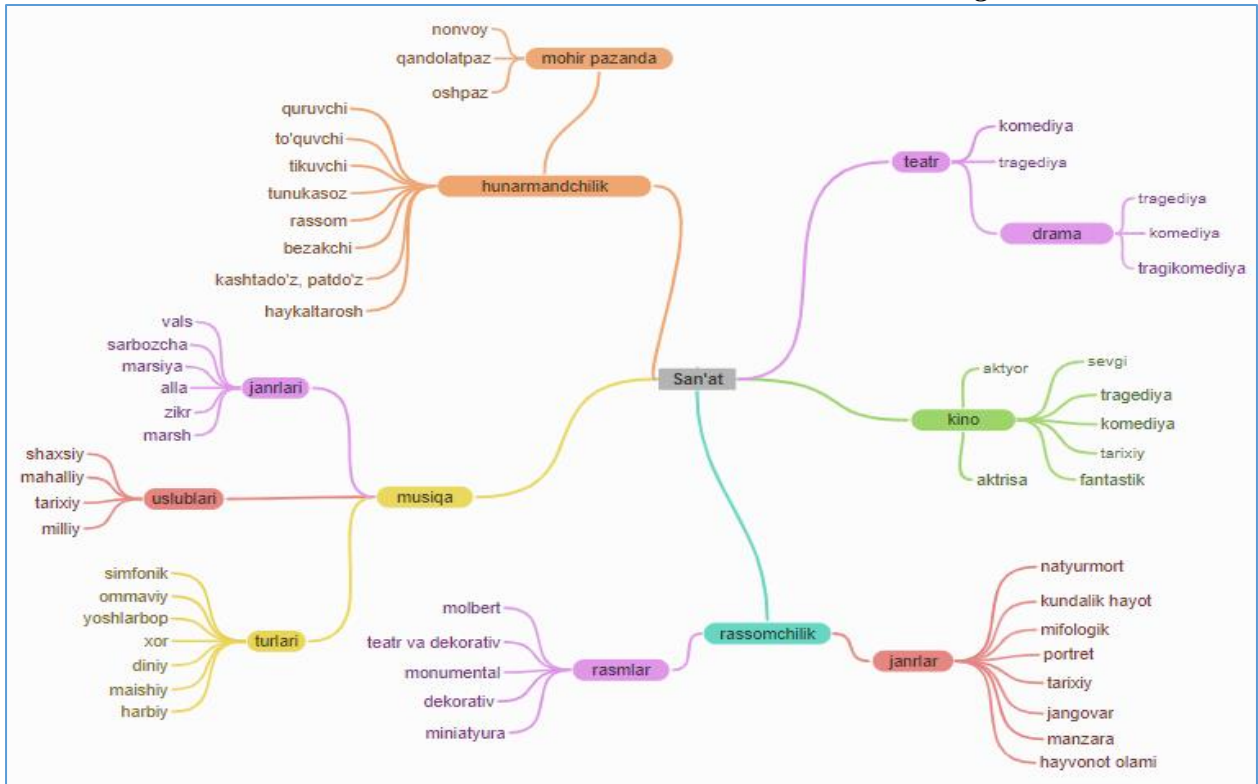 nonvoy
qandolatpaz
oshpaz
mohir pazanda
quruvchi
to'quvchi
tikuvchi
tunukasoz
rassom
bezakchi
kashtado'z, patdo'z
haykaltarosh
hunarmandchilik
teatr
komediya
tragediya
drama
tragediya
komediya
tragikomediya
San'at
vals
sarbozcha
marsiya
alla
zikr
marsh
janrlari
shaxsiy
mahalliy
tarixiy
milliy
uslublari
musiqa
simfonik
ommaviy
yoshlarbop
xor
diniy
maishiy
harbiy
turlari
kino
aktyor
aktrisa
sevgi
tragediya
komediya
tarixiy
fantastik
rassomchilik
molbert
teatr va dekorativ
monumental
dekorativ
miniatyura
rasmlar
janrlar
natyurmort
kundalik hayot
mifologik
portret
tarixiy
jangovar
manzara
hayvonot olami